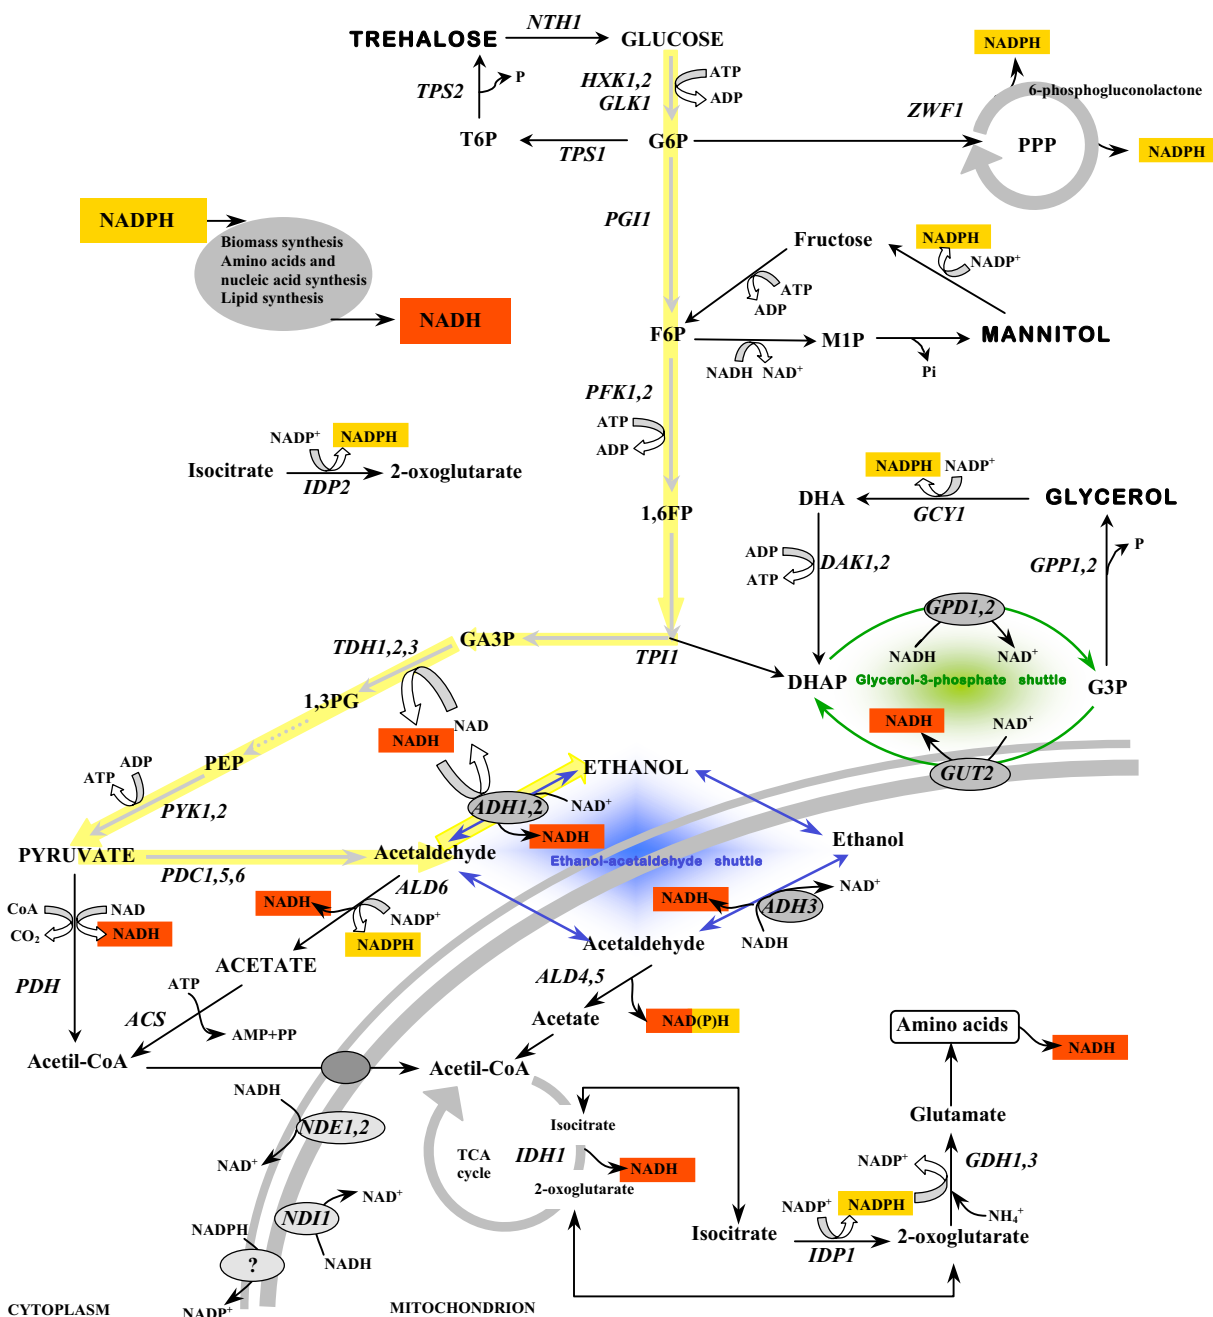 NTH1
TREHALOSE
GLUCOSE
NADPH
HXK1,2
GLK1
ATP
ADP
TPS2
P
6-phosphogluconolactone
ZWF1
T6P
TPS1
G6P
PPP
NADPH
NADPH
PGI1
Biomass synthesis
Amino acids and
nucleic acid synthesis
Lipid synthesis
NADH
Fructose
NADPH
NADP⁺
ATP
ADP
F6P
M1P
MANNITOL
NADH
NAD⁺
Pi
PFK1,2
ATP
ADP
NADP⁺
NADPH
Isocitrate
2-oxoglutarate
IDP2
NADPH
NADP⁺
DHA
GLYCEROL
GCY1
1,6FP
ADP
ATP
DAK1,2
GPP1,2
P
GPD1,2
GA3P
TDH1,2,3
TPI1
NADH
NAD⁺
DHAP
Glycerol-3-phosphate shuttle
G3P
1,3PG
NAD
NADH
NADH
NAD⁺
GUT2
PEP
ADP
ATP
PYK1,2
ETHANOL
ADH1,2
NAD⁺
NADH
PYRUVATE
PDC1,5,6
Acetaldehyde
Ethanol-acetaldehyde shuttle
Ethanol
ALD6
NADH
NADP⁺
NADPH
NADH
NAD⁺
ADH3
NADH
CoA
CO₂
NAD
NADH
Acetaldehyde
ACETATE
PDH
ATP
ACS
AMP+PP
ALD4,5
Acetate
NAD(P)H
Amino acids
NADH
Acetil-CoA
Acetil-CoA
NADH
NDE1,2
NAD⁺
Isocitrate
TCA
cycle
IDH1
NADH
2-oxoglutarate
Glutamate
NADP⁺
GDH1,3
NAD⁺
NDI1
NADH
NADPH
?
NADP⁺
NADP⁺
NADPH
NH₄⁺
Isocitrate
IDP1
2-oxoglutarate
CYTOPLASM
MITOCHONDRION